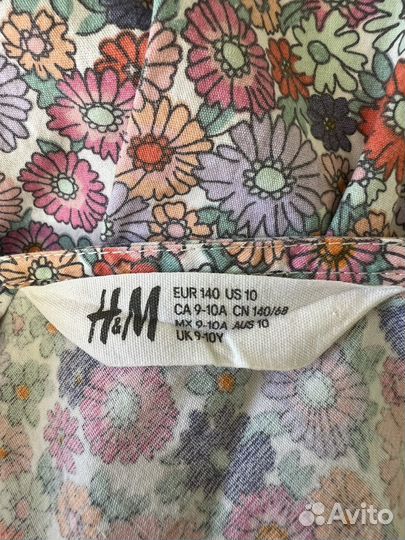 H&M
EUR 140 US 10
CA 9-10A CN 140/68
MX 9-10A AUS 10
UK 9-10Y
Avito